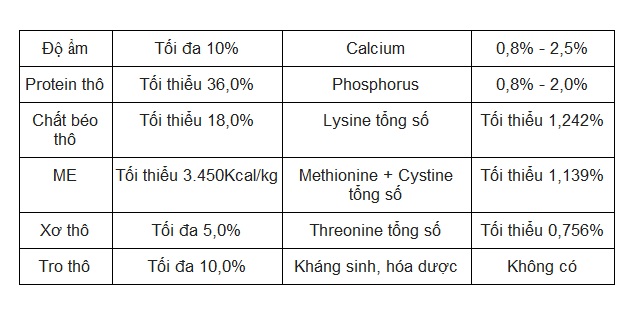 Độ ẩm Tối đa 10% Calcium 0,8% - 2,5%
Protein thô Tối thiểu 36,0% Phosphorus 0,8% - 2,0%
Chất béo Tối thiểu 18,0% Lysine tổng số Tối thiểu 1,242%
thô
ME Tối thiểu 3.450Kcal/kg Methionine + Cystine Tối thiểu 1,139%
tổng số
Xơ thô Tối đa 5,0% Threonine tổng số Tối thiểu 0,756%
Tro thô Tối đa 10,0% Kháng sinh, hóa dược Không có